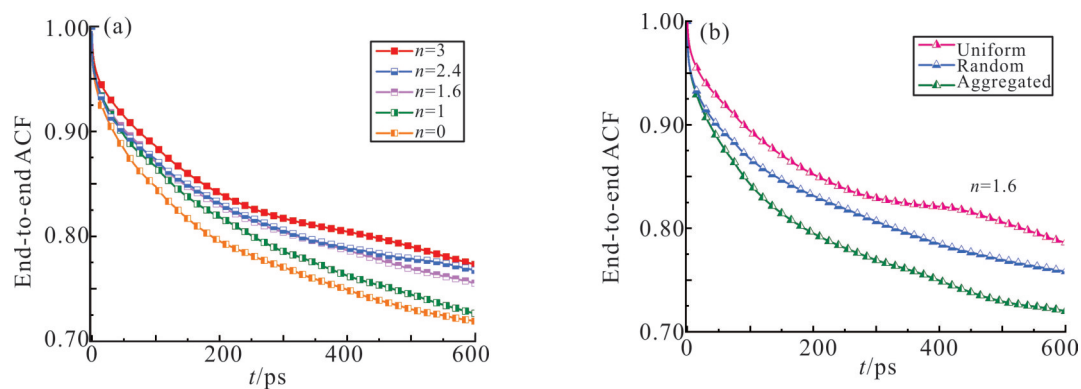 (a)
1.00
0.90
0.80
0.70
End-to-end ACF
n=3
n=2.4
n=1.6
n=1
n=0
0
200
400
600
t/ps
(b)
1.00
0.90
0.80
0.70
End-to-end ACF
Uniform
Random
Aggregated
n=1.6
0
200
400
600
t/ps